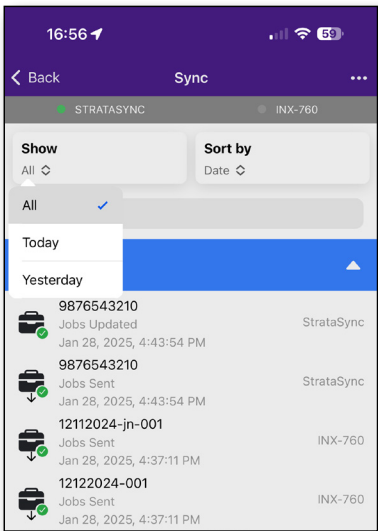 16:56
59
Back
Sync
STRATASYNC
INX-760
Show
All
Sort by
Date
All
Today
Yesterday
9876543210
Jobs Updated
StrataSync
Jan 28, 2025, 4:43:54 PM
9876543210
Jobs Sent
StrataSync
Jan 28, 2025, 4:43:54 PM
12112024-jn-001
Jobs Sent
INX-760
Jan 28, 2025, 4:37:11 PM
12122024-001
Jobs Sent
INX-760
Jan 28, 2025, 4:37:11 PM